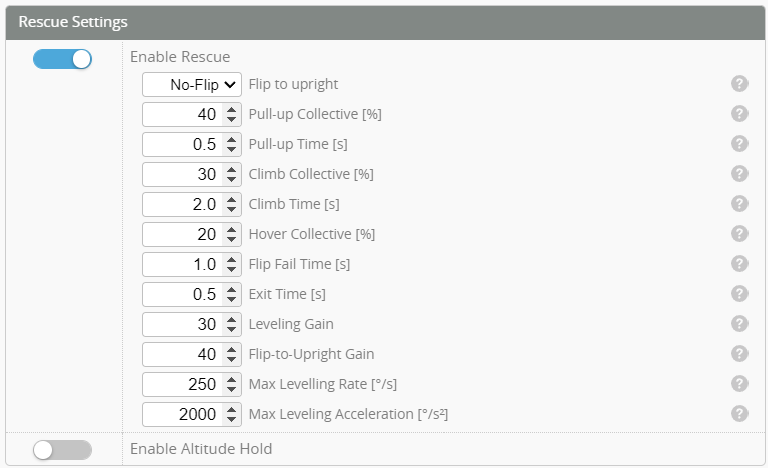 Rescue Settings
Enable Rescue
No-Flip Flip to upright ?
40 Pull-up Collective [%] ?
0.5 Pull-up Time [s] ?
30 Climb Collective [%] ?
2.0 Climb Time [s] ?
20 Hover Collective [%] ?
1.0 Flip Fail Time [s] ?
0.5 Exit Time [s] ?
30 Leveling Gain ?
40 Flip-to-Upright Gain ?
250 Max Levelling Rate [°/s] ?
2000 Max Leveling Acceleration [°/s²] ?
Enable Altitude Hold